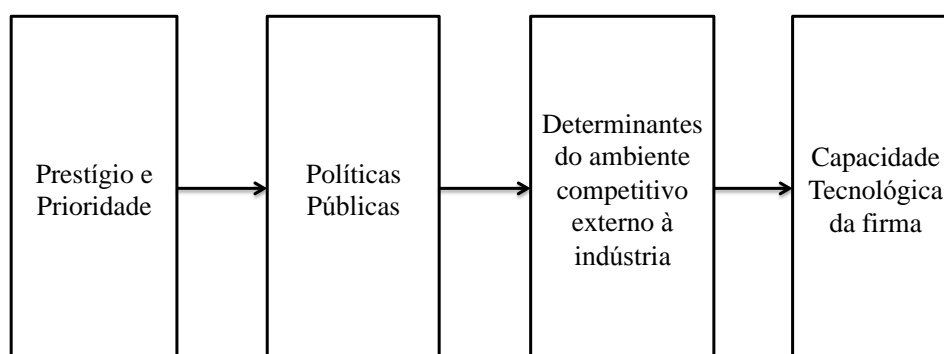 Prestígio e
Prioridade
Políticas
Públicas
Determinantes
do ambiente
competitivo
externo à
indústria
Capacidade
Tecnológica
da firma